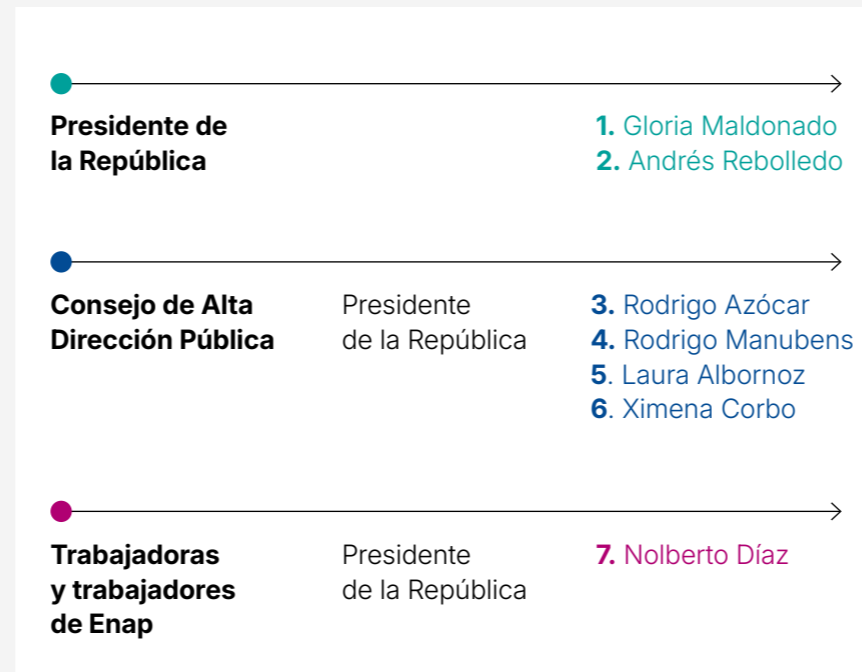 Presidente de
la República
1. Gloria Maldonado
2. Andrés Rebolledo
Consejo de Alta
Dirección Pública
Presidente
de la República
3. Rodrigo Azócar
4. Rodrigo Manubens
5. Laura Albornoz
6. Ximena Corbo
Trabajadoras
y trabajadores
de Enap
Presidente
de la República
7. Nolberto Díaz